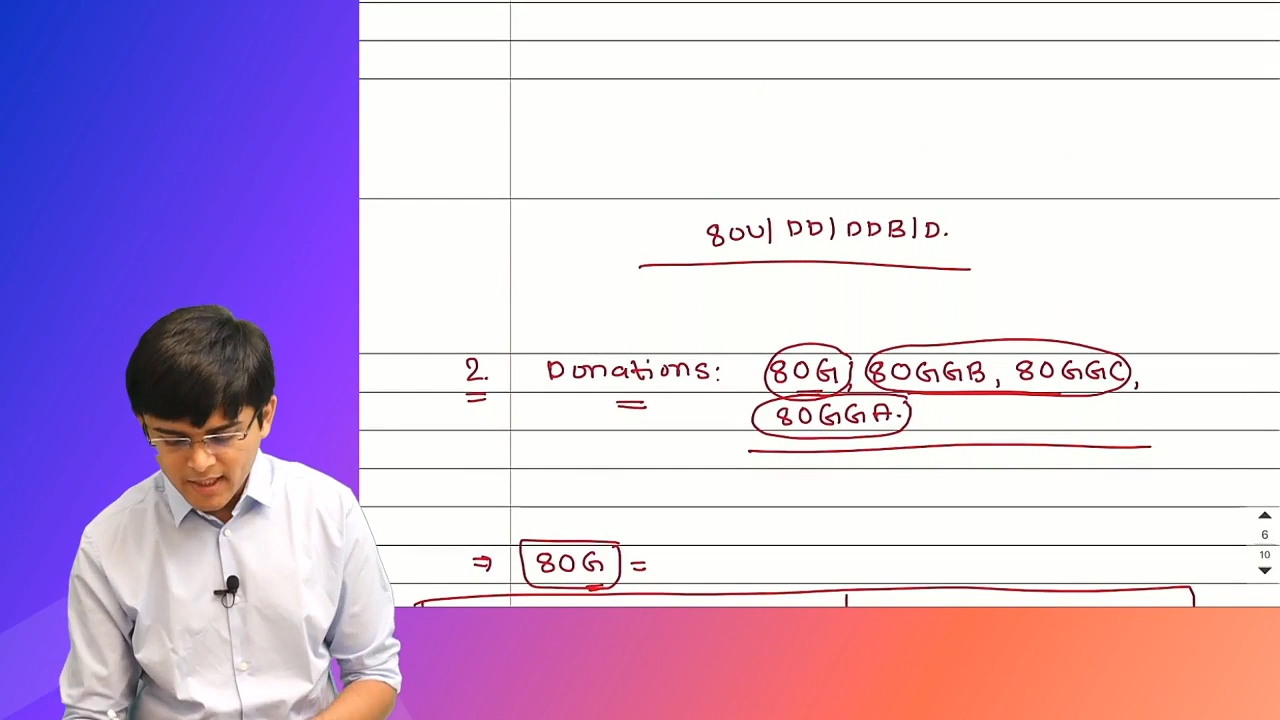 80U/ DD/ DDB/D.
2. Donations: 80G, 80GGB, 80GGC,
80GGA.
6
⇒ 80G =
10